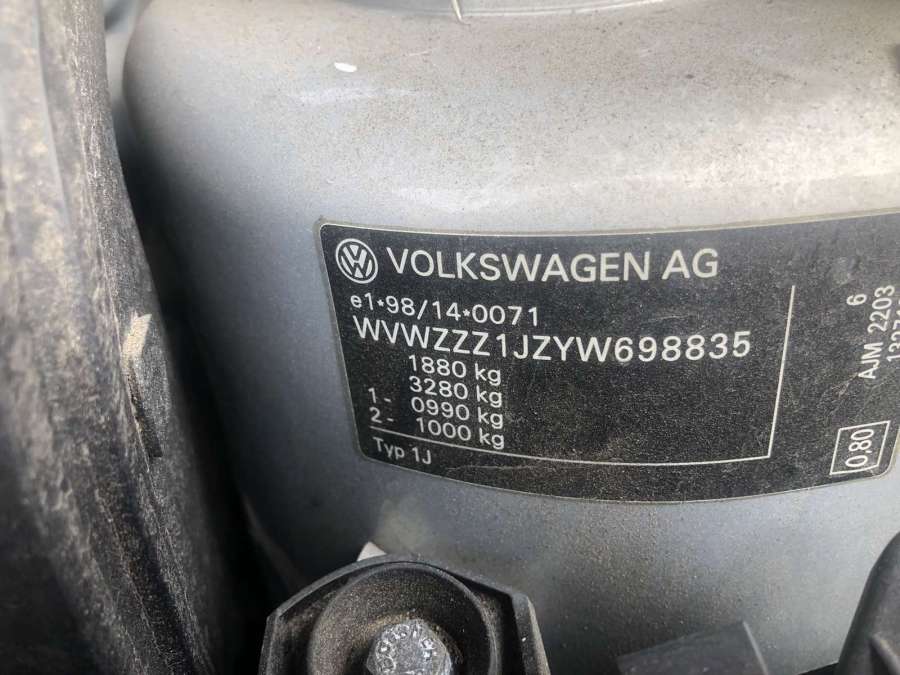 VOLKSWAGEN AG
e1*98/14*0071
WVWZZZ1JZYW698835
1880 kg
3280 kg
1- 0990 kg
2- 1000 kg
Typ 1J
6
AJM 2203
0.80